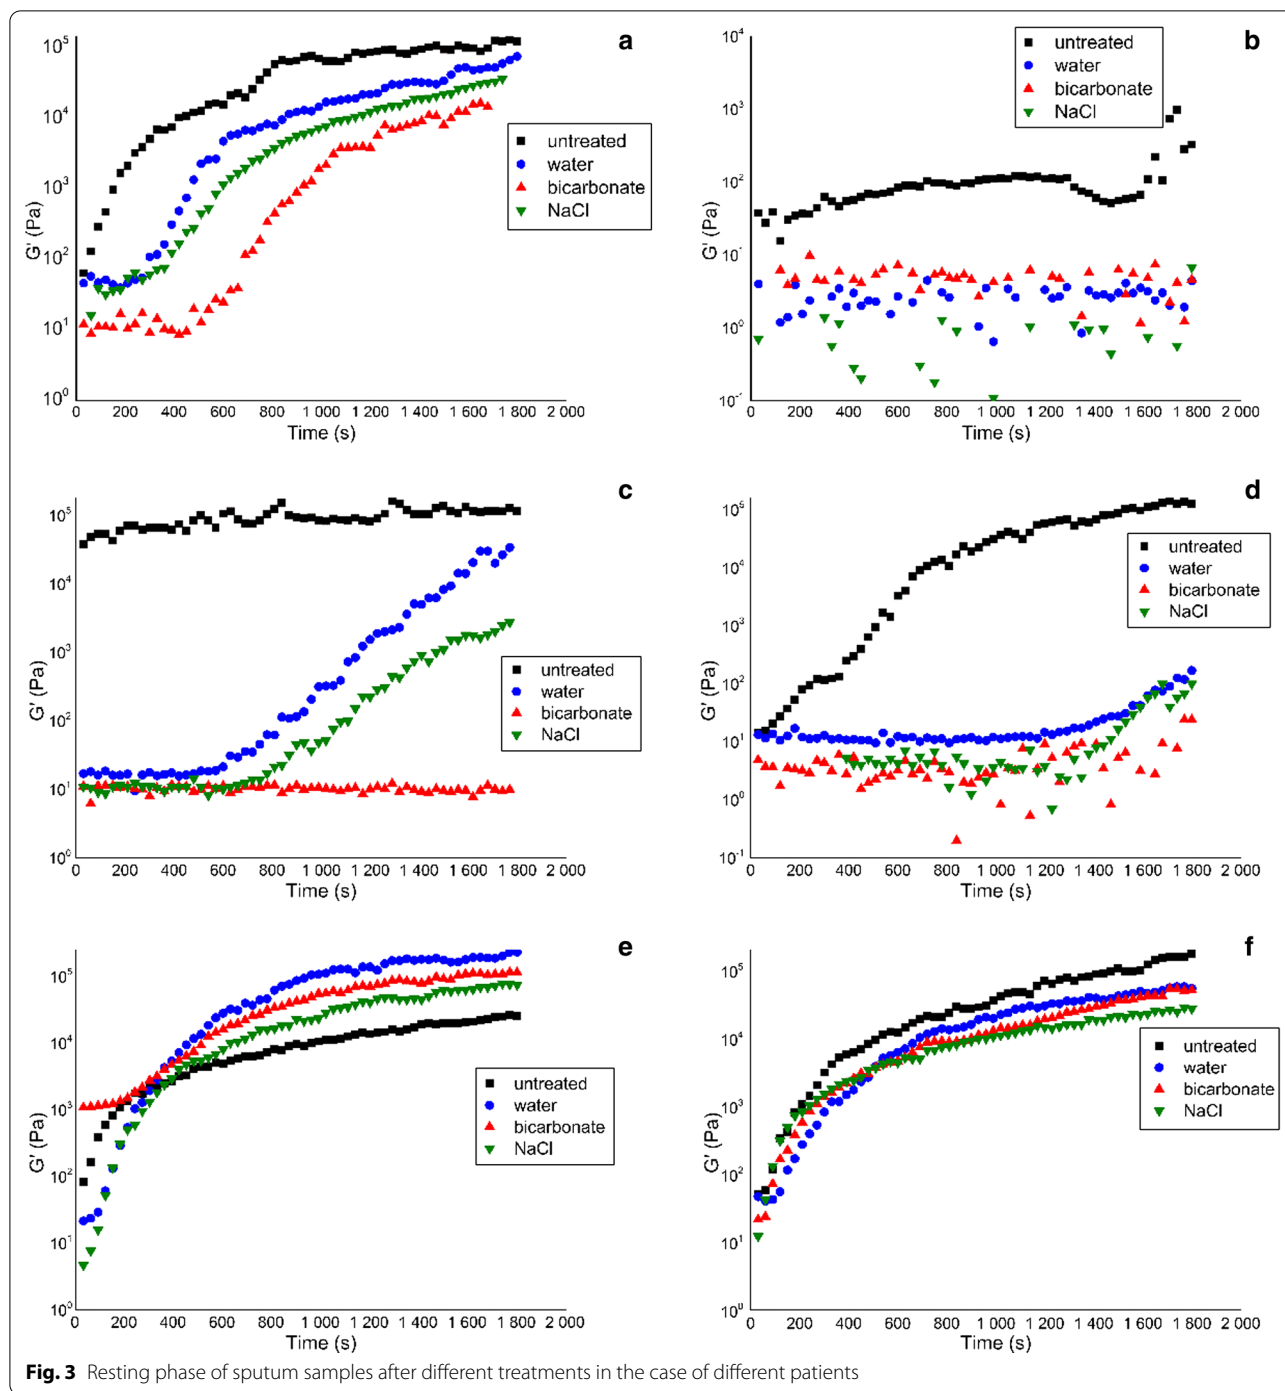 a
10⁵
10⁴
10³
10²
10¹
10⁰
G' (Pa)
untreated
water
bicarbonate
NaCl
0 200 400 600 800 1 000 1 200 1 400 1 600 1 800 2 000
Time (s)
b
10⁴
10³
10²
10¹
10⁰
10⁻¹
G' (Pa)
untreated
water
bicarbonate
NaCl
0 200 400 600 800 1 000 1 200 1 400 1 600 1 800 2 000
Time (s)
c
10⁵
10⁴
10³
10²
10¹
10⁰
G' (Pa)
untreated
water
bicarbonate
NaCl
0 200 400 600 800 1 000 1 200 1 400 1 600 1 800 2 000
Time (s)
d
10⁵
10⁴
10³
10²
10¹
10⁰
10⁻¹
G' (Pa)
untreated
water
bicarbonate
NaCl
0 200 400 600 800 1 000 1 200 1 400 1 600 1 800 2 000
Time (s)
e
10⁵
10⁴
10³
10²
10¹
10⁰
G' (Pa)
untreated
water
bicarbonate
NaCl
0 200 400 600 800 1 000 1 200 1 400 1 600 1 800 2 000
Time (s)
f
10⁵
10⁴
10³
10²
10¹
10⁰
G' (Pa)
untreated
water
bicarbonate
NaCl
0 200 400 600 800 1 000 1 200 1 400 1 600 1 800 2 000
Time (s)
Fig. 3 Resting phase of sputum samples after different treatments in the case of different patients